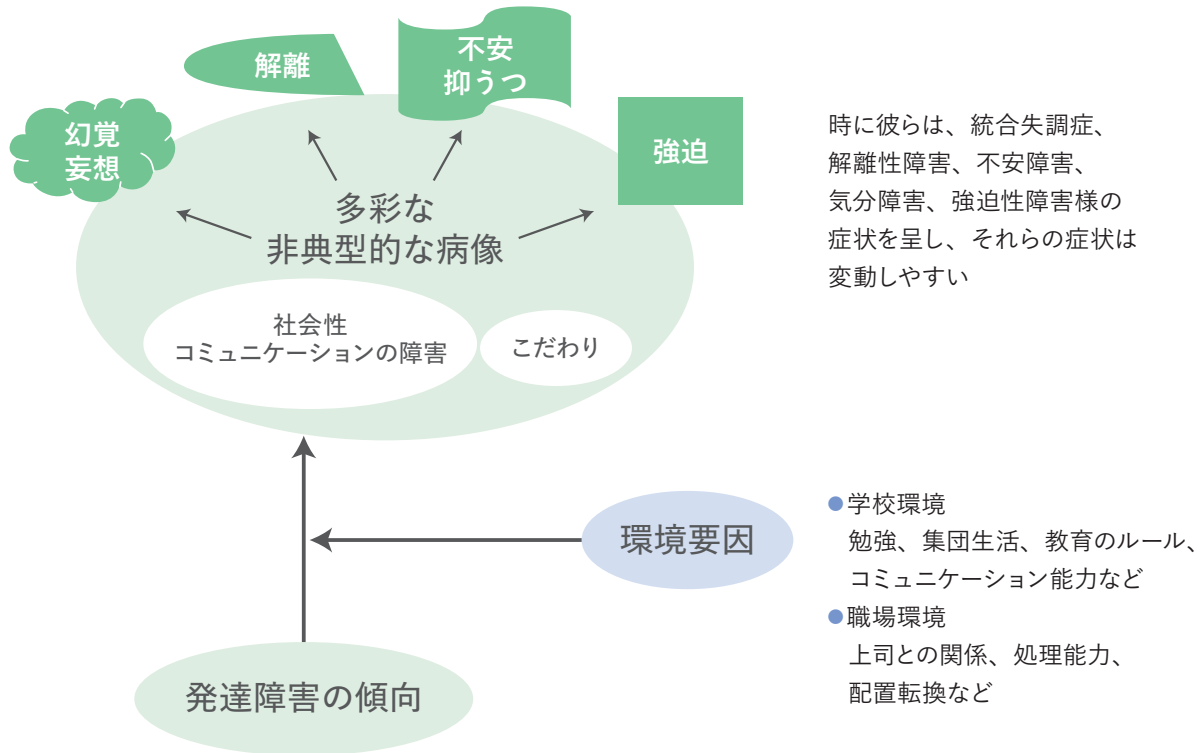 解離
不安
抑うつ
幻覚
妄想
強迫
多彩な
非典型的な病像
社会性
コミュニケーションの障害
こだわり
時に彼らは、統合失調症、
解離性障害、不安障害、
気分障害、強迫性障害様の
症状を呈し、それらの症状は
変動しやすい
環境要因
●学校環境
勉強、集団生活、教育のルール、
コミュニケーション能力など
●職場環境
上司との関係、処理能力、
配置転換など
発達障害の傾向